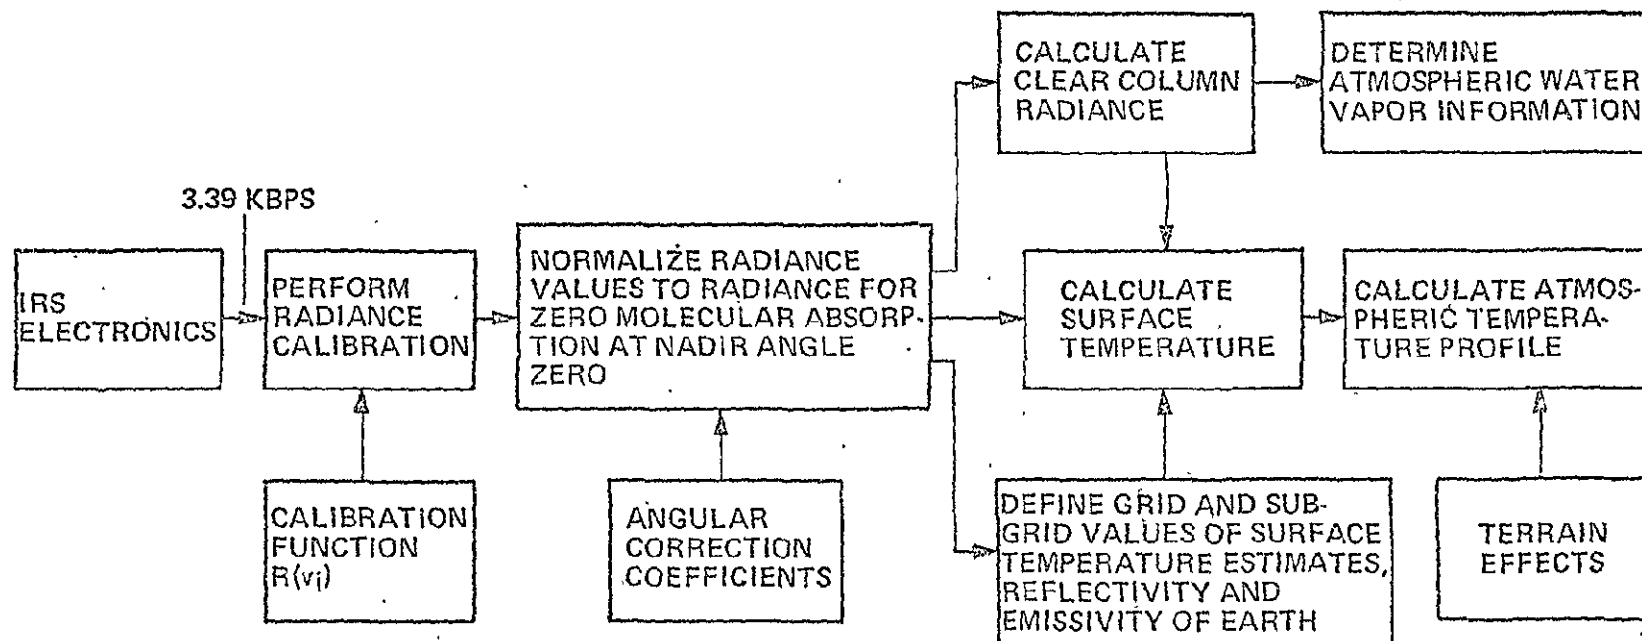 3.39 KBPS
IRS
ELECTRONICS
PERFORM
RADIANCE
CALIBRATION
CALIBRATION
FUNCTION
R(νi)
NORMALIZE RADIANCE
VALUES TO RADIANCE FOR
ZERO MOLECULAR ABSORP-
TION AT NADIR ANGLE
ZERO
ANGULAR
CORRECTION
COEFFICIENTS
CALCULATE
CLEAR COLUMN
RADIANCE
DETERMINE
ATMOSPHERIC WATER
VAPOR INFORMATION
CALCULATE
SURFACE
TEMPERATURE
CALCULATE ATMOS-
PHERIC TEMPERA-
TURE PROFILE
DEFINE GRID AND SUB-
GRID VALUES OF SURFACE
TEMPERATURE ESTIMATES,
REFLECTIVITY AND
EMISSIVITY OF EARTH
TERRAIN
EFFECTS